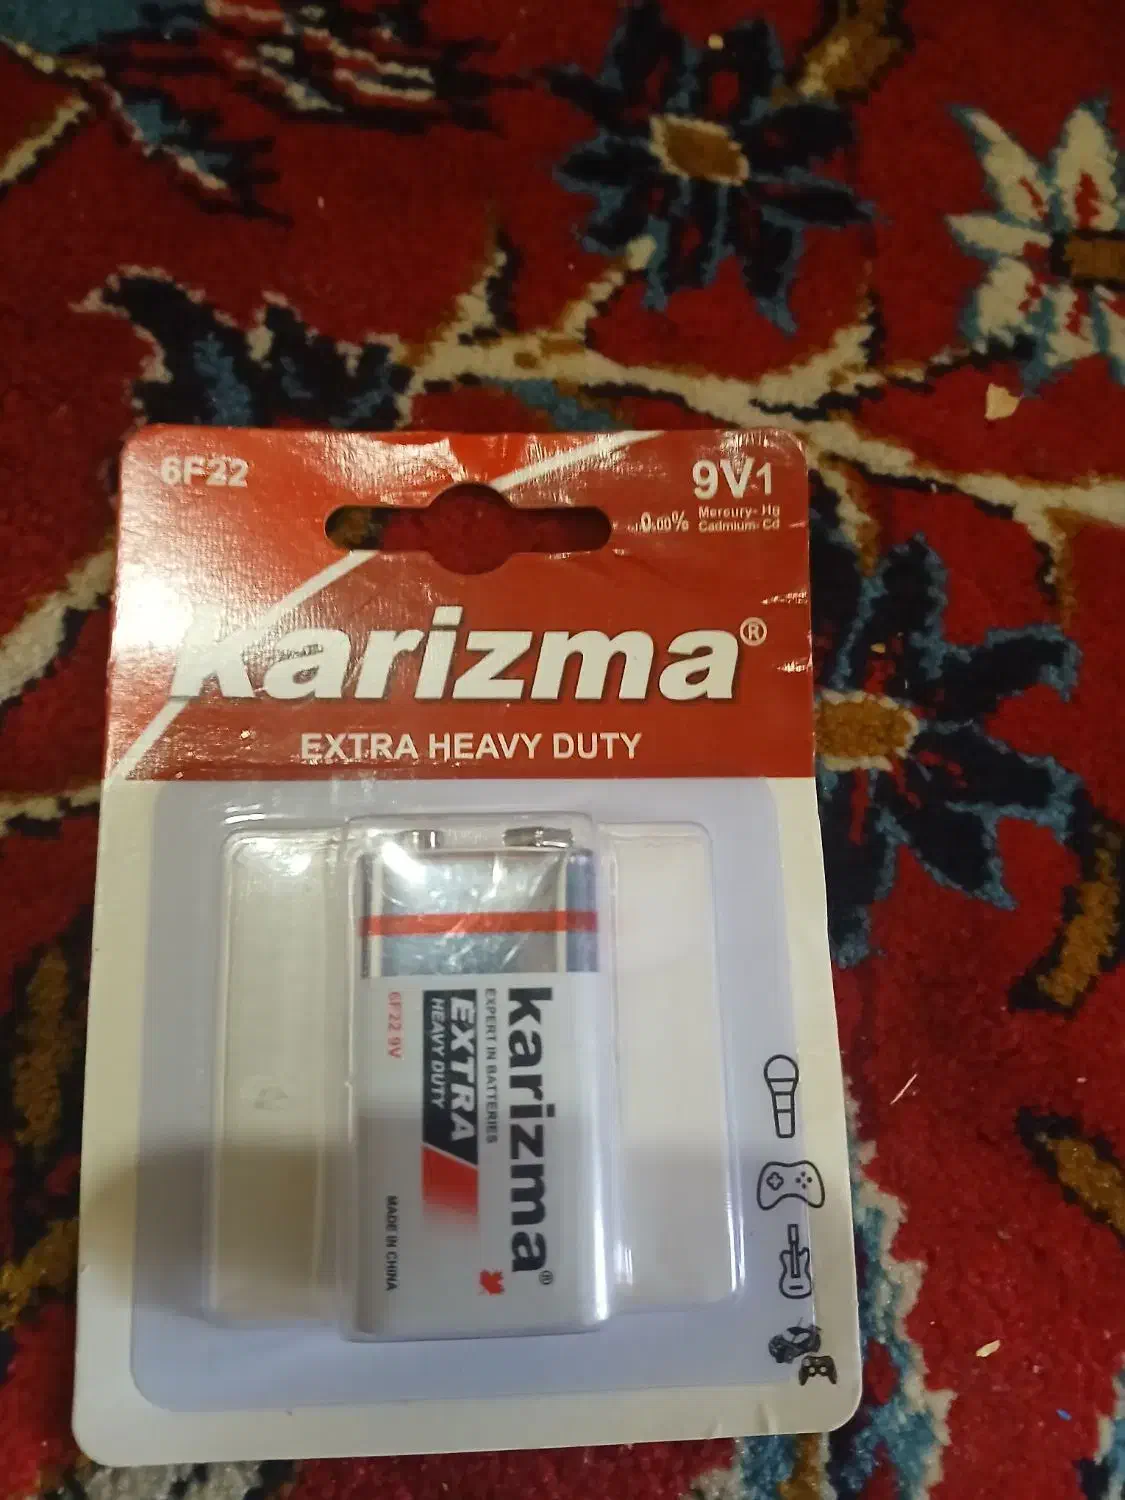 6F22
9V1
0.00% Mercury- Hg
Cadmium- Cd
karizma®
EXTRA HEAVY DUTY
karizma®
EXPERT IN BATTERIES
EXTRA
HEAVY DUTY
6F22 9V
MADE IN CHINA